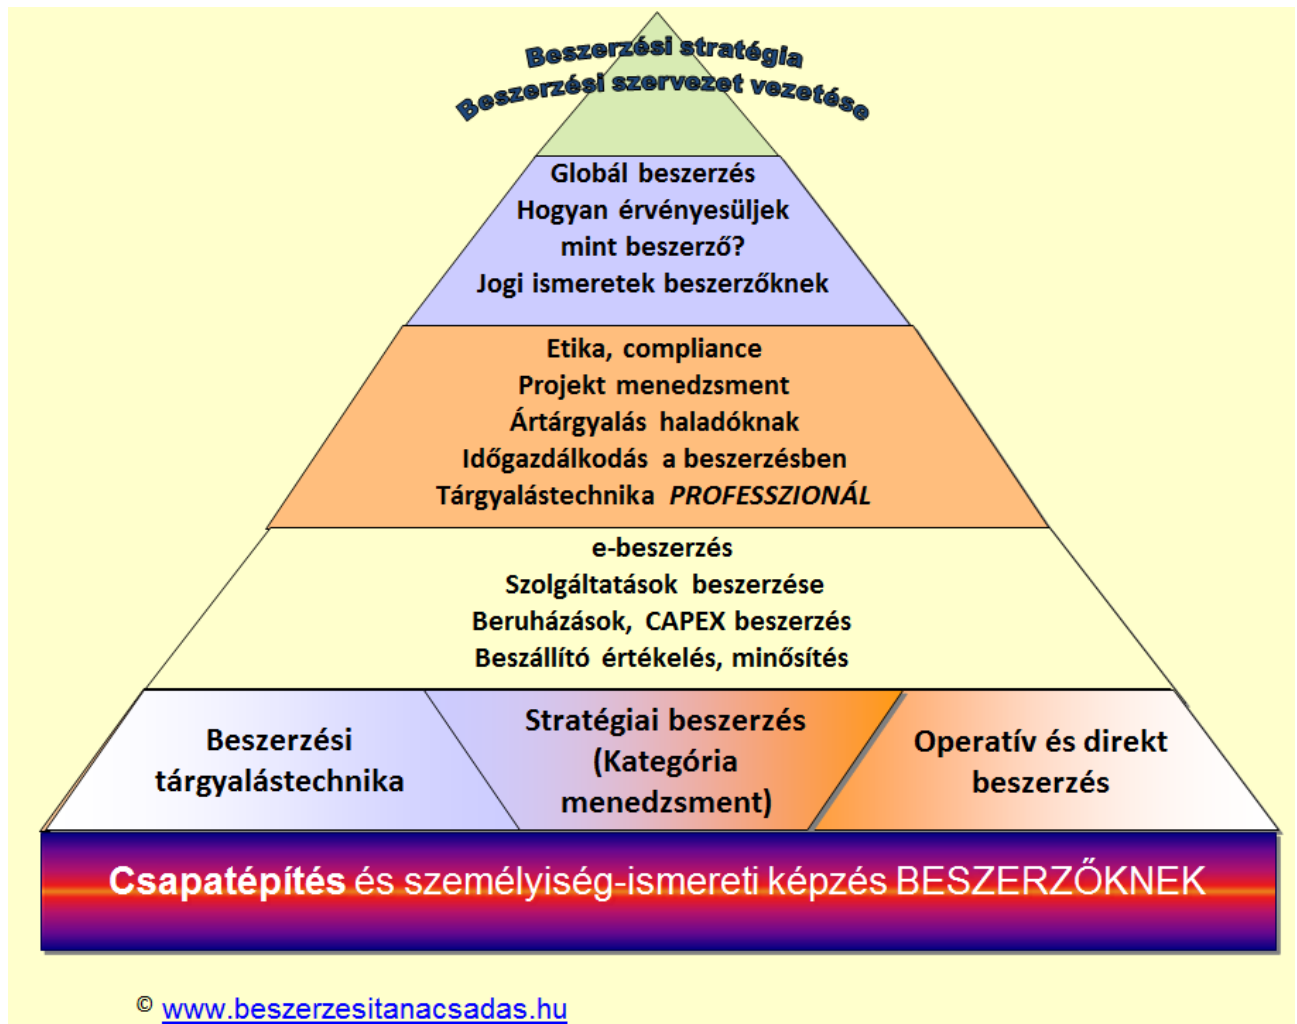 Beszerzési stratégia
Beszerzési szervezet vezetése
Globál beszerzés
Hogyan érvényesüljek
mint beszerző?
Jogi ismeretek beszerzőknek
Etika, compliance
Projekt menedzsment
Ártárgyalás haladóknak
Időgazdálkodás a beszerzésben
Tárgyalástechnika PROFESSZIONÁL
e-beszerzés
Szolgáltatások beszerzése
Beruházások, CAPEX beszerzés
Beszállító értékelés, minősítés
Beszerzési
tárgyalástechnika
Stratégiai beszerzés
(Kategória
menedzsment)
Operatív és direkt
beszerzés
Csapatépítés és személyiség-ismereti képzés BESZERZŐKNEK
© www.beszerzesitanacsadas.hu